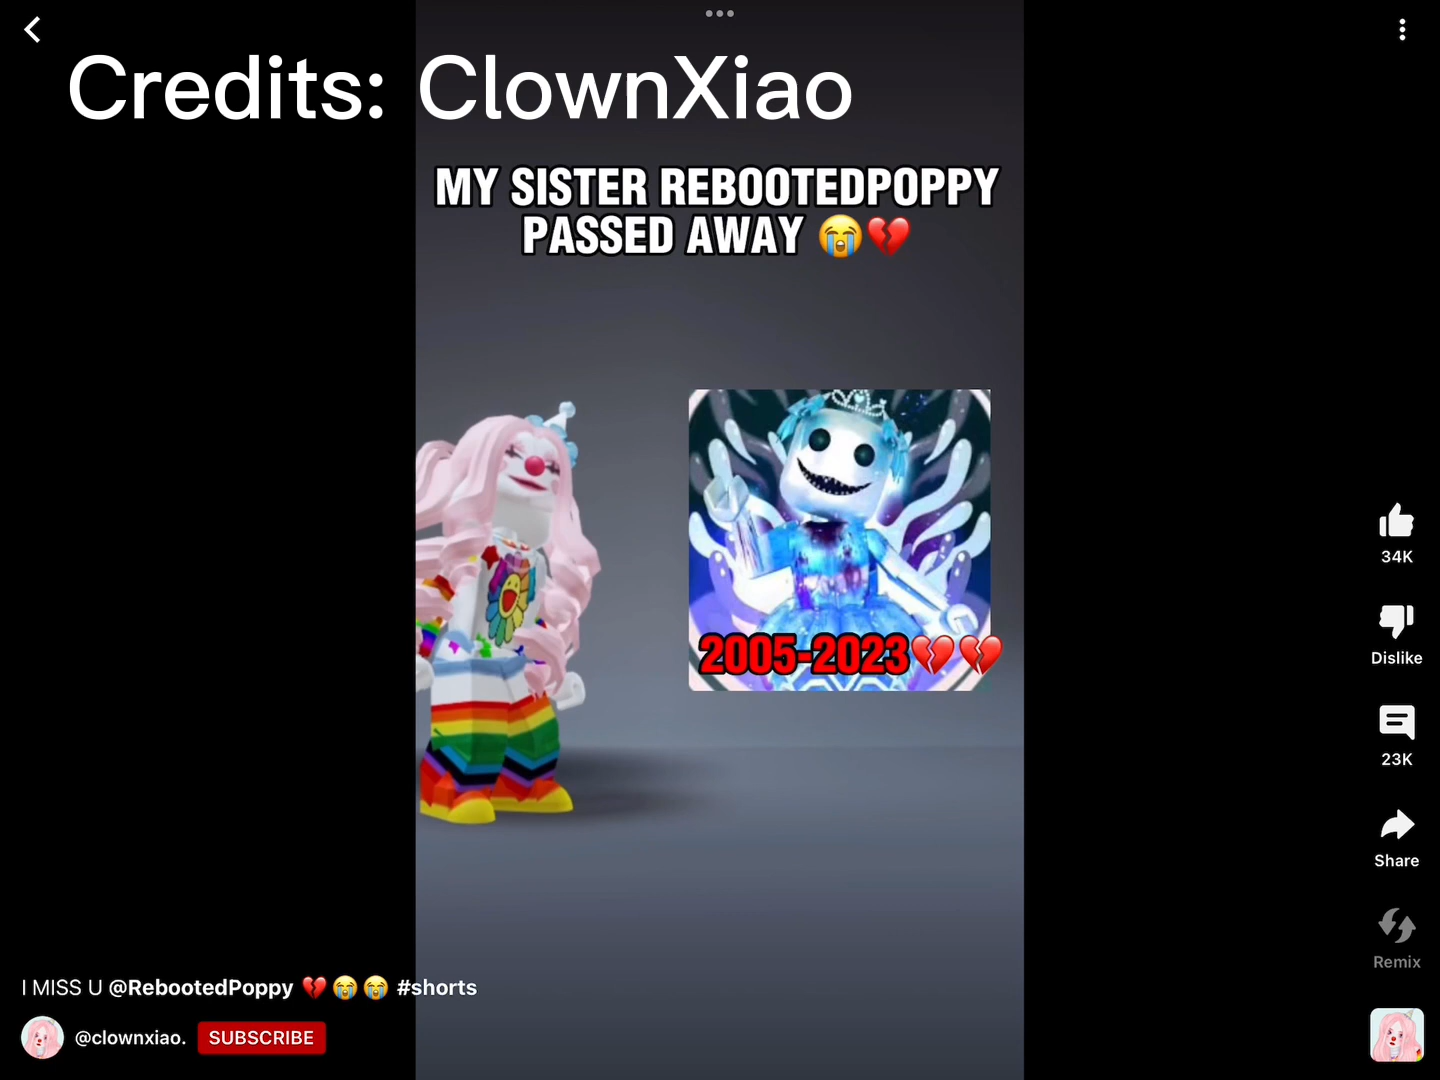 Credits: ClownXiao
MY SISTER REBOOTEDPOPPY
PASSED AWAY 😭💔
2005-2023💔💔
34K
Dislike
23K
Share
Remix
I MISS U @RebootedPoppy 💔😭😭 #shorts
@clownxiao. SUBSCRIBE